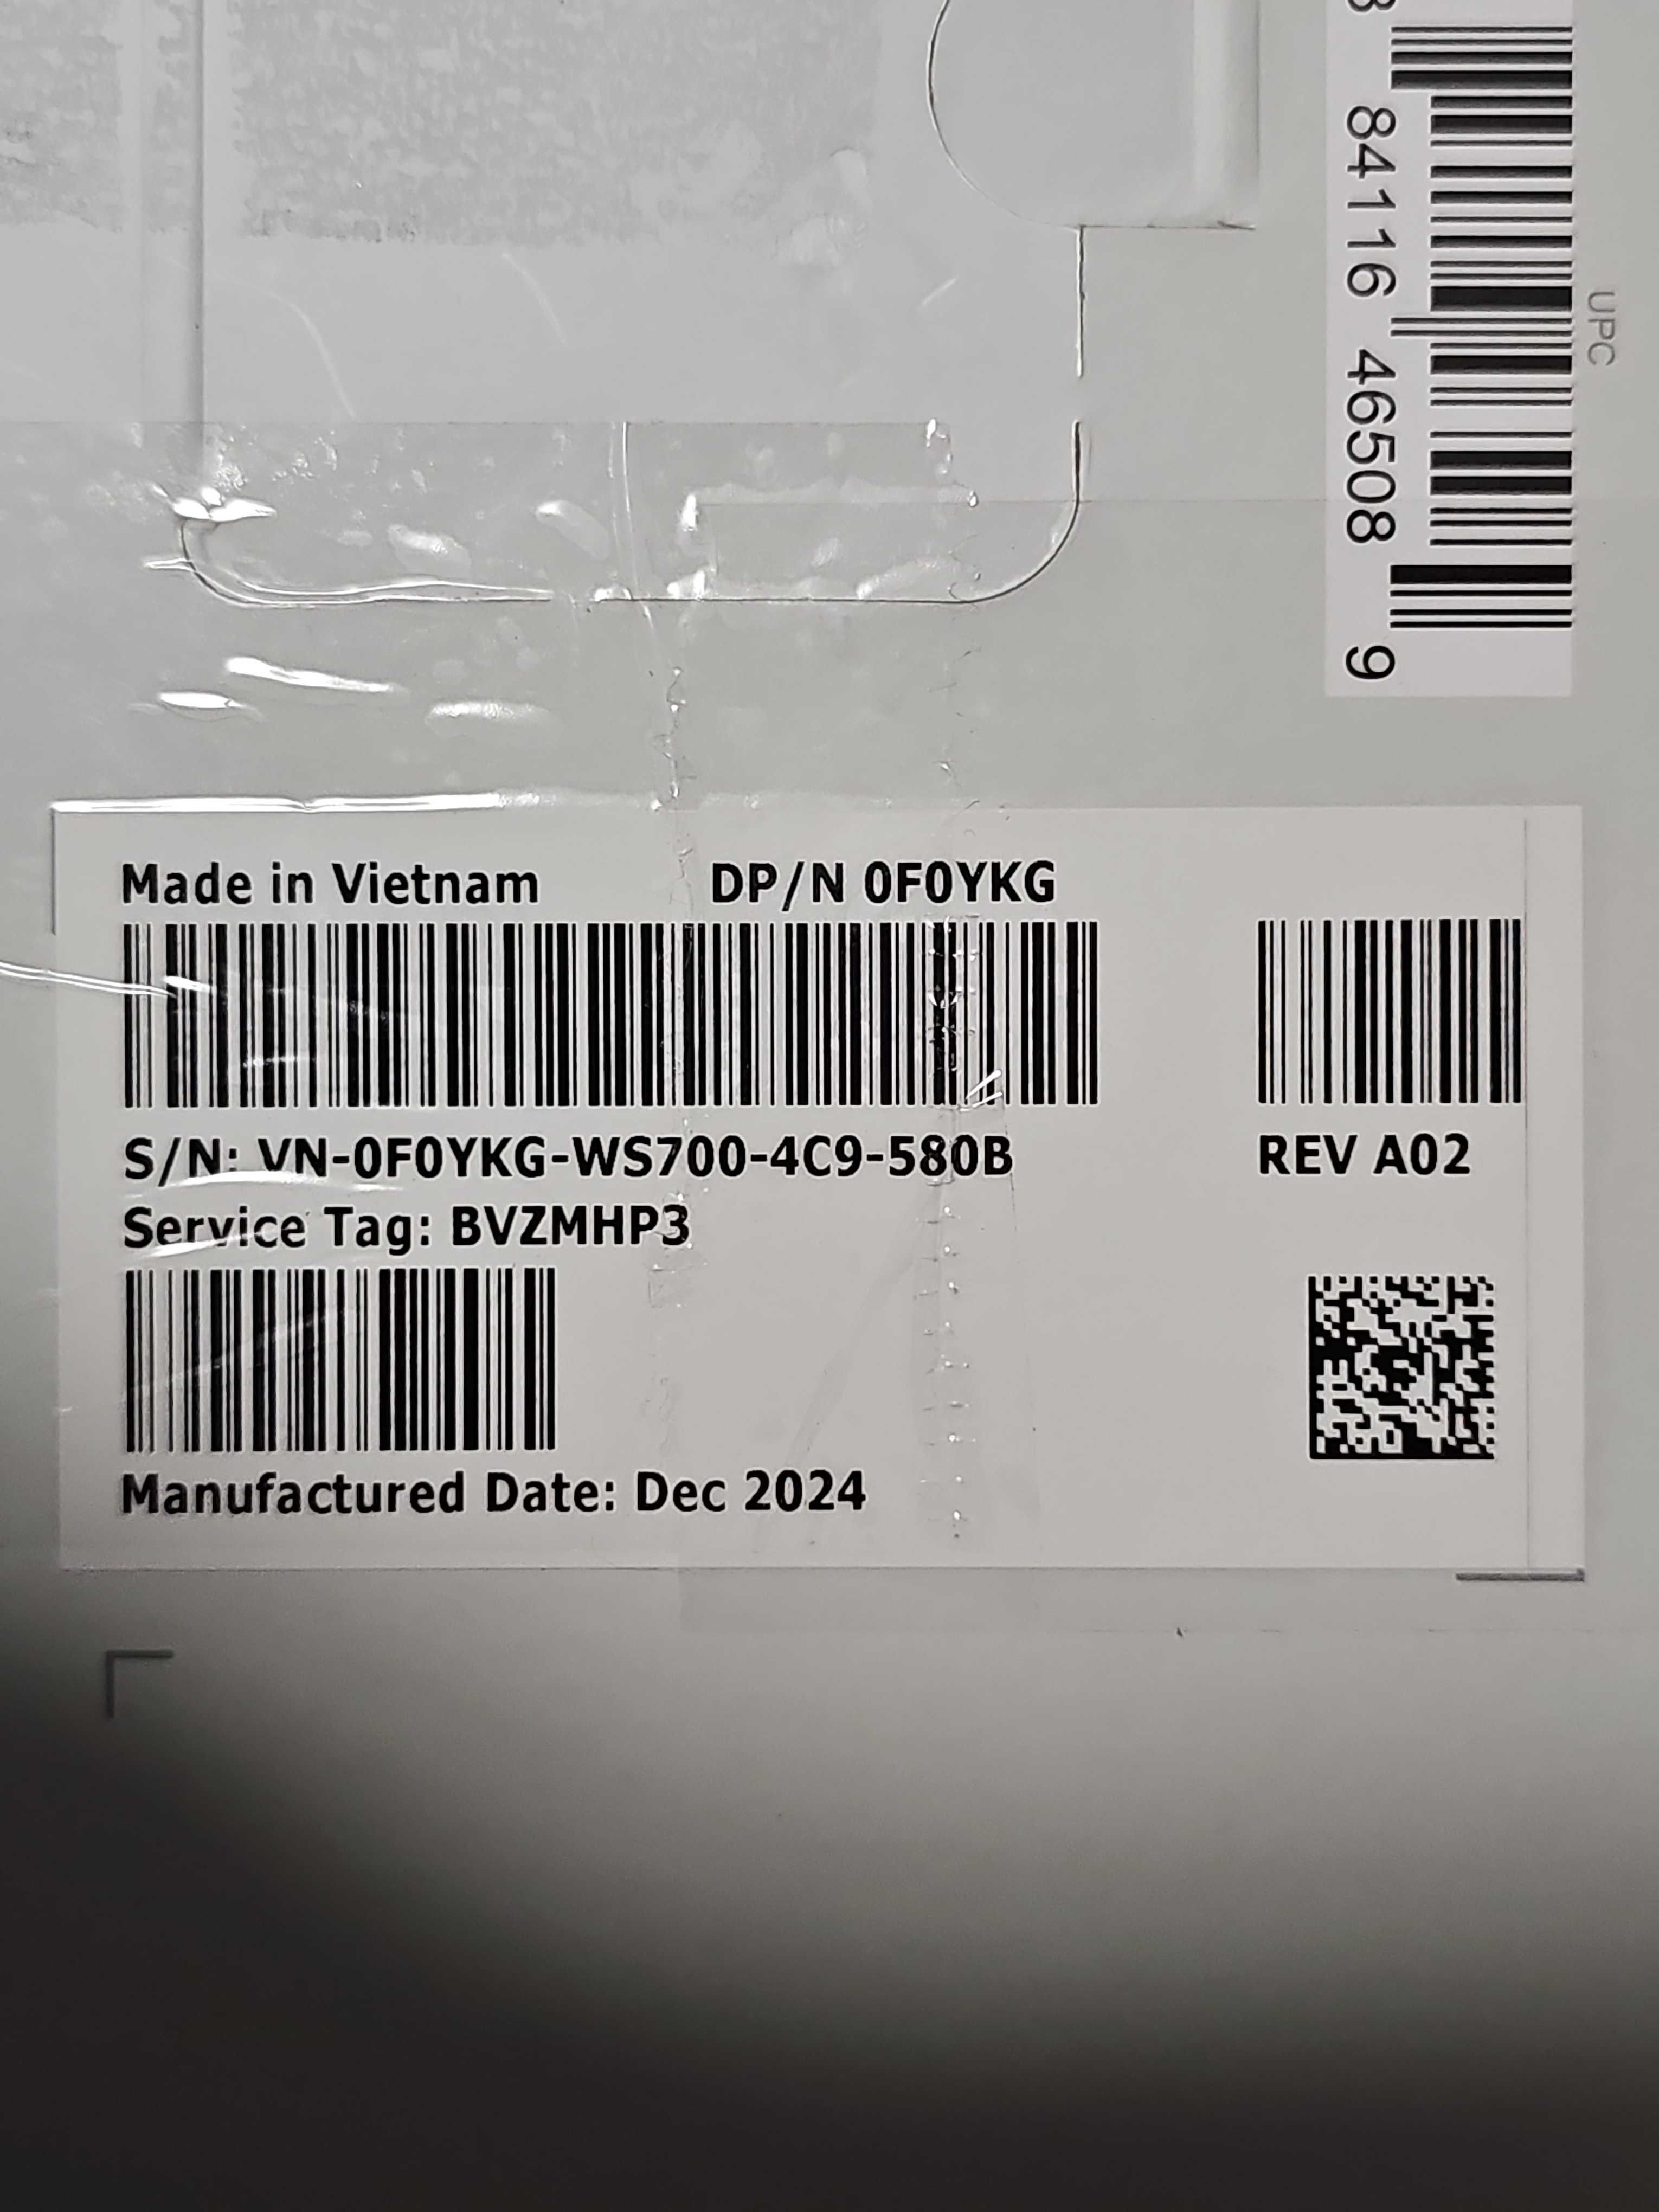 84116 46508 9
UPC
Made in Vietnam DP/N 0F0YKG
S/N: VN-0F0YKG-WS700-4C9-580B REV A02
Service Tag: BVZMHP3
Manufactured Date: Dec 2024